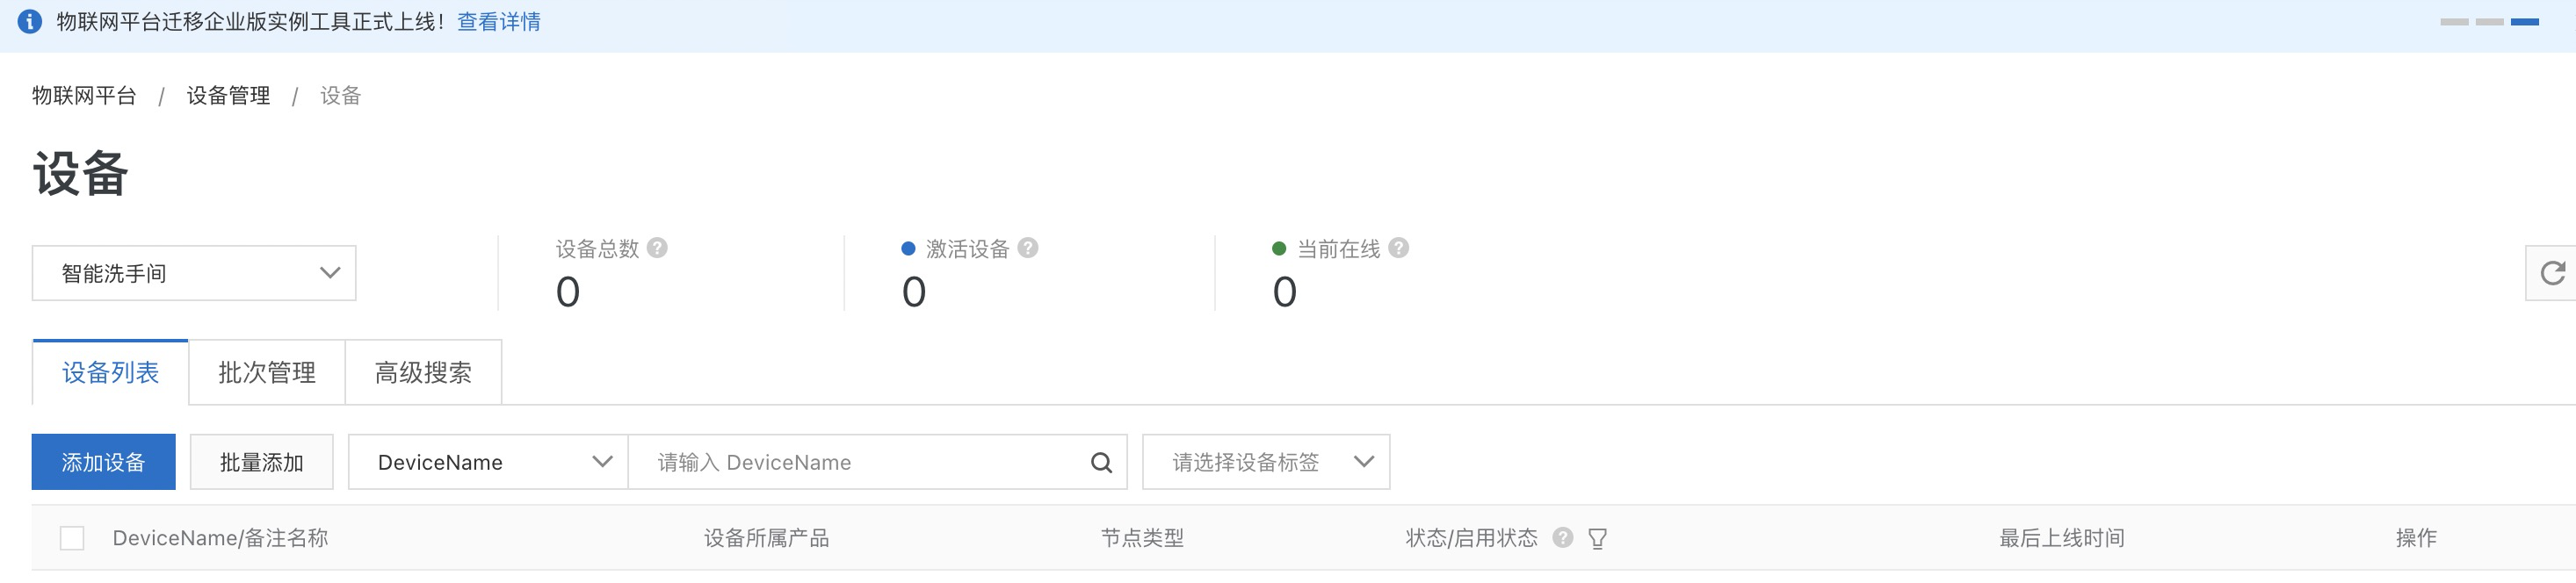 物联网平台迁移企业版实例工具正式上线！ 查看详情
物联网平台 / 设备管理 / 设备
设备
智能洗手间
设备总数
0
激活设备
0
当前在线
0
设备列表 批次管理 高级搜索
添加设备 批量添加 DeviceName 请输入 DeviceName 请选择设备标签
DeviceName/备注名称 设备所属产品 节点类型 状态/启用状态 最后上线时间 操作